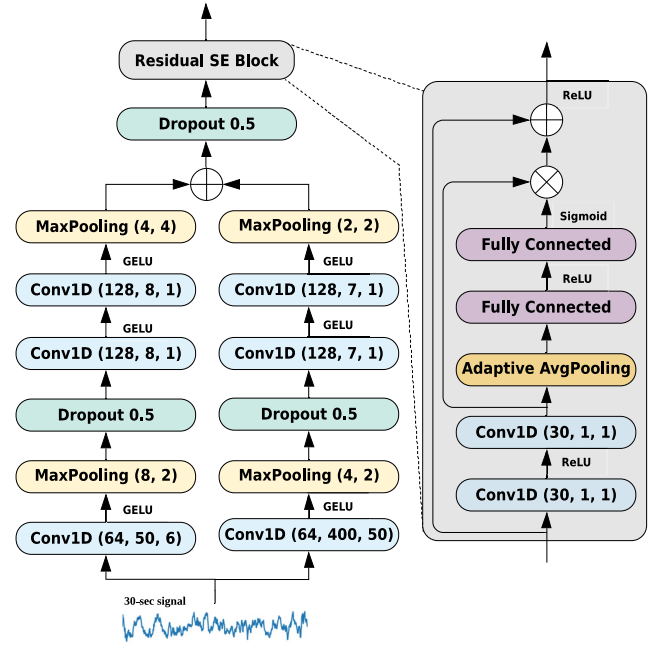 Residual SE Block
Dropout 0.5
MaxPooling (4, 4)
GELU
Conv1D (128, 8, 1)
GELU
Conv1D (128, 8, 1)
Dropout 0.5
MaxPooling (8, 2)
GELU
Conv1D (64, 50, 6)
MaxPooling (2, 2)
GELU
Conv1D (128, 7, 1)
GELU
Conv1D (128, 7, 1)
Dropout 0.5
MaxPooling (4, 2)
GELU
Conv1D (64, 400, 50)
30-sec signal
ReLU
Sigmoid
Fully Connected
ReLU
Fully Connected
Adaptive AvgPooling
Conv1D (30, 1, 1)
ReLU
Conv1D (30, 1, 1)